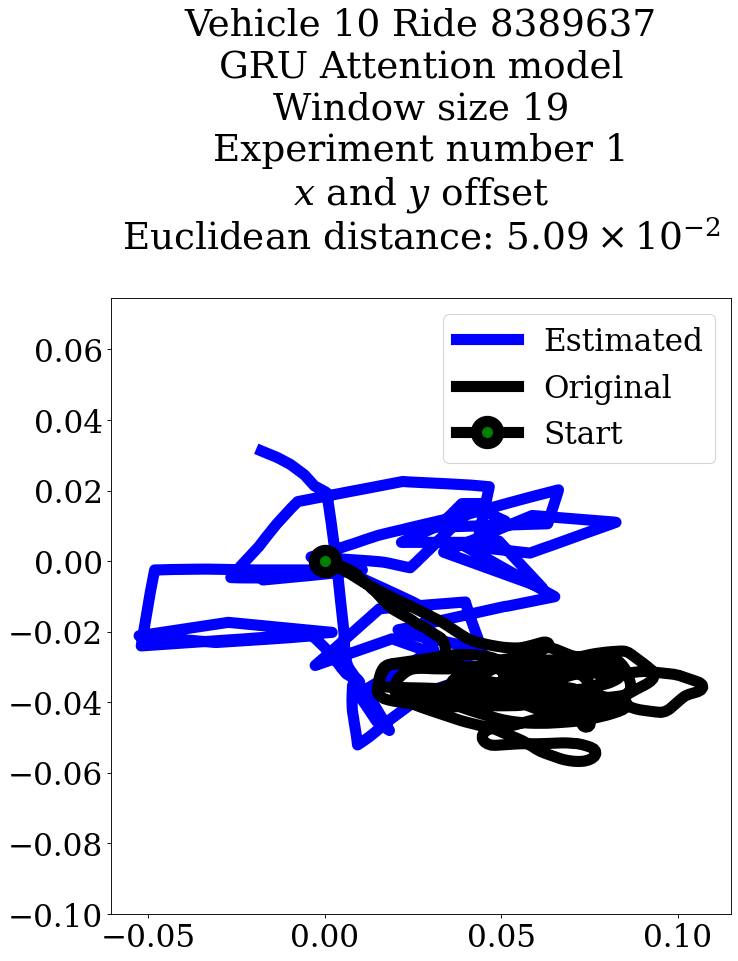 Vehicle 10 Ride 8389637
GRU Attention model
Window size 19
Experiment number 1
x and y offset
Euclidean distance: 5.09 × 10⁻²
Estimated
Original
Start
0.06
0.04
0.02
0.00
−0.02
−0.04
−0.06
−0.08
−0.10
−0.05 0.00 0.05 0.10